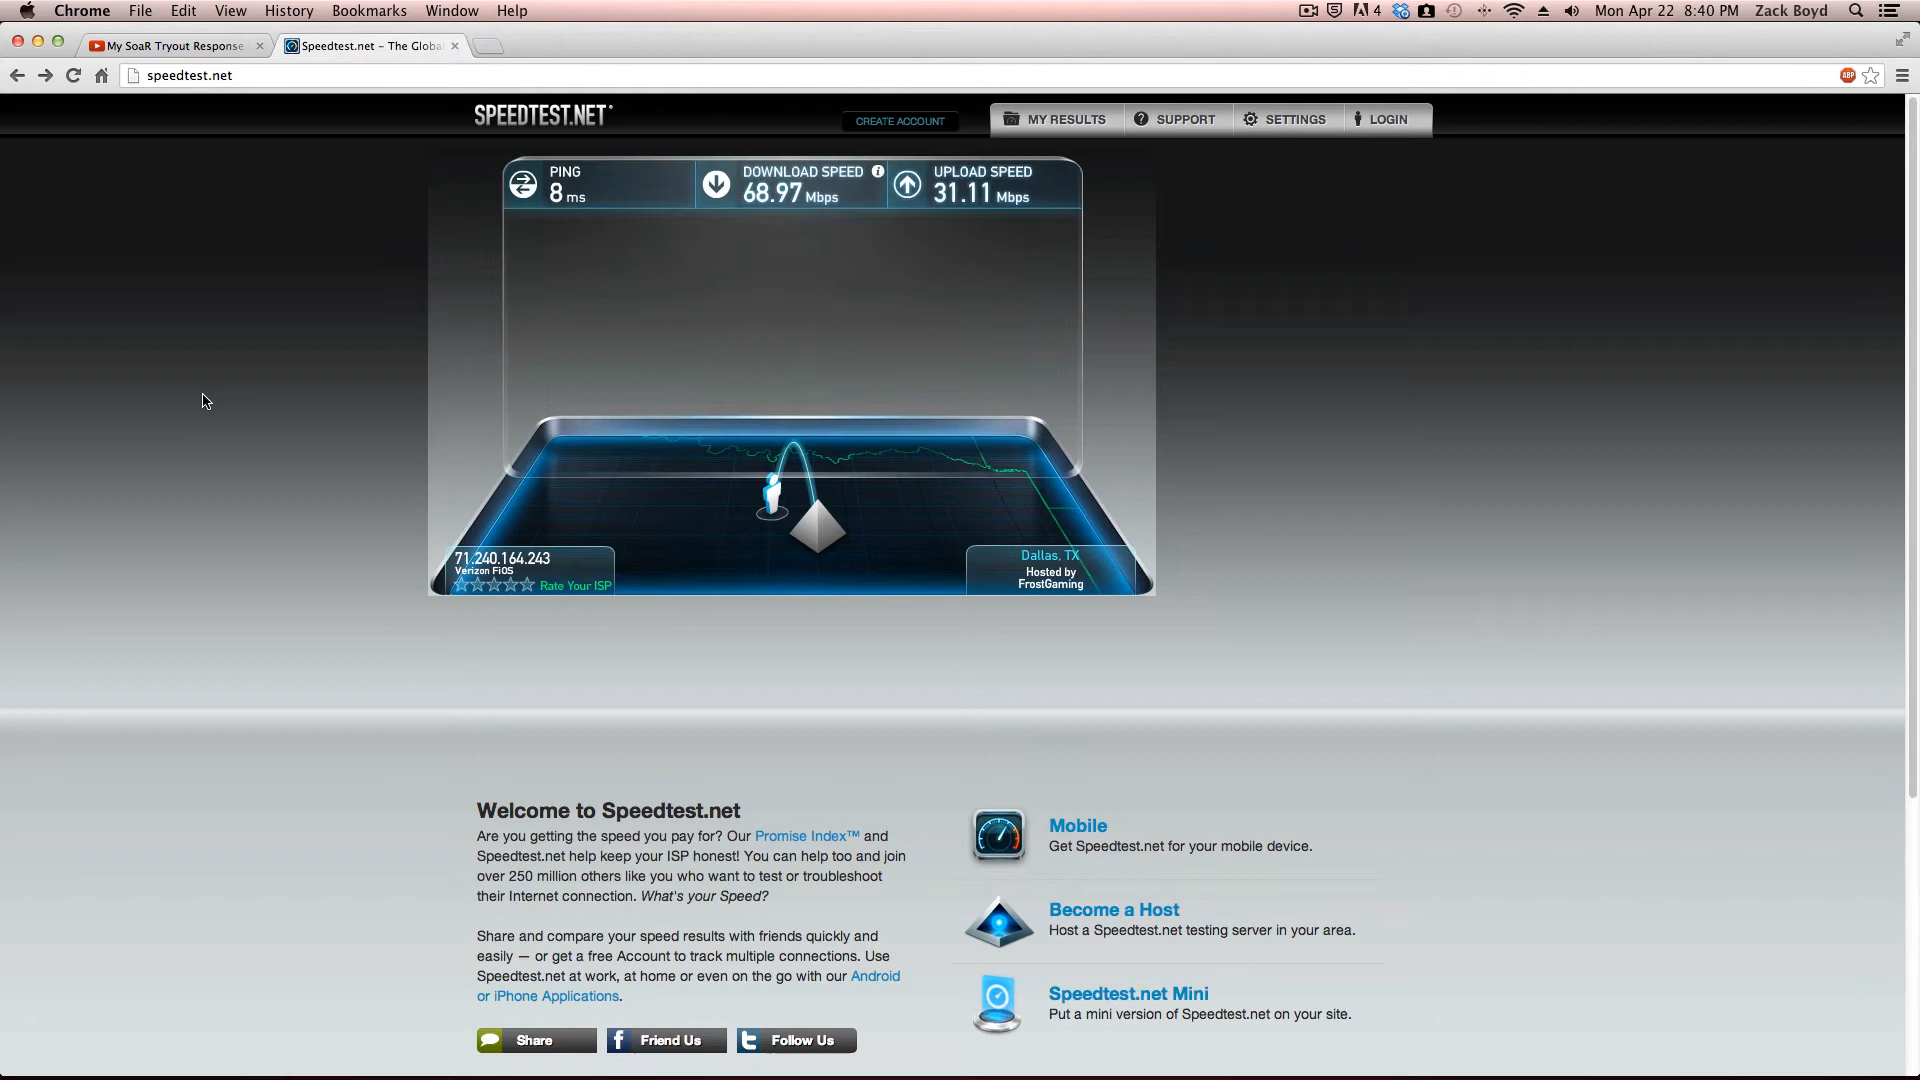 Chrome File Edit View History Bookmarks Window Help 4 Mon Apr 22 8:40 PM Zack Boyd
My SoaR Tryout Response Speedtest.net – The Globa
speedtest.net ABP
SPEEDTEST.NET
CREATE ACCOUNT MY RESULTS SUPPORT SETTINGS LOGIN
PING DOWNLOAD SPEED UPLOAD SPEED
8 ms 68.97 Mbps 31.11 Mbps
71.240.164.243
Verizon FiOS
Rate Your ISP
Dallas, TX
Hosted by
FrostGaming
Welcome to Speedtest.net
Are you getting the speed you pay for? Our Promise Index™ and
Speedtest.net help keep your ISP honest! You can help too and join
over 250 million others like you who want to test or troubleshoot
their Internet connection. What's your Speed?
Share and compare your speed results with friends quickly and
easily — or get a free Account to track multiple connections. Use
Speedtest.net at work, at home or even on the go with our Android
or iPhone Applications.
Share Friend Us Follow Us
Mobile
Get Speedtest.net for your mobile device.
Become a Host
Host a Speedtest.net testing server in your area.
Speedtest.net Mini
Put a mini version of Speedtest.net on your site.